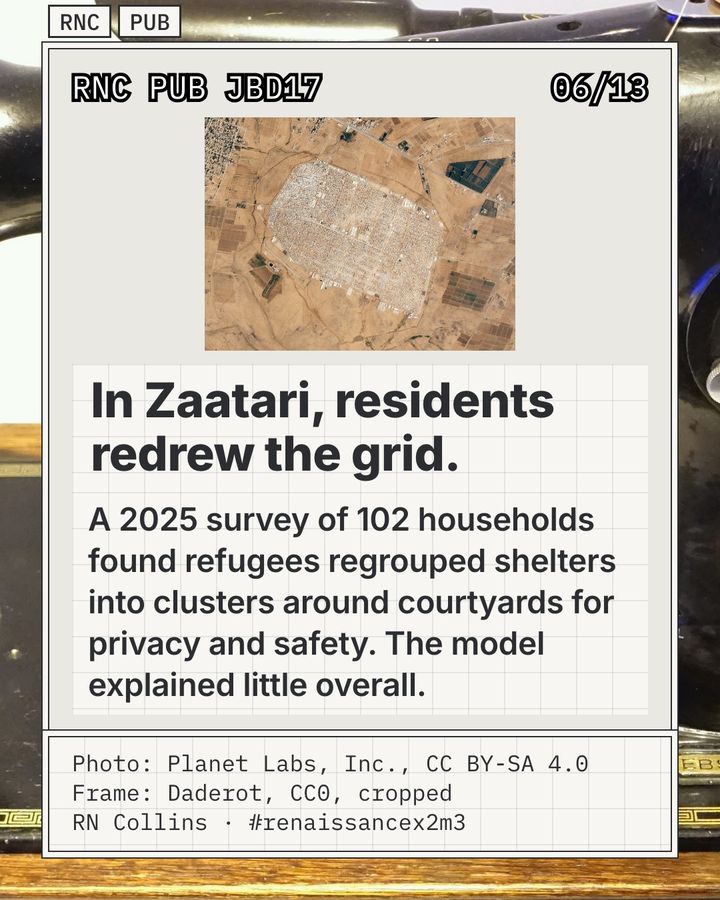 RNC PUB
RNC PUB JBD17 06/13
In Zaatari, residents
redrew the grid.
A 2025 survey of 102 households
found refugees regrouped shelters
into clusters around courtyards for
privacy and safety. The model
explained little overall.
Photo: Planet Labs, Inc., CC BY-SA 4.0
Frame: Daderot, CC0, cropped
RN Collins · #renaissancex2m3